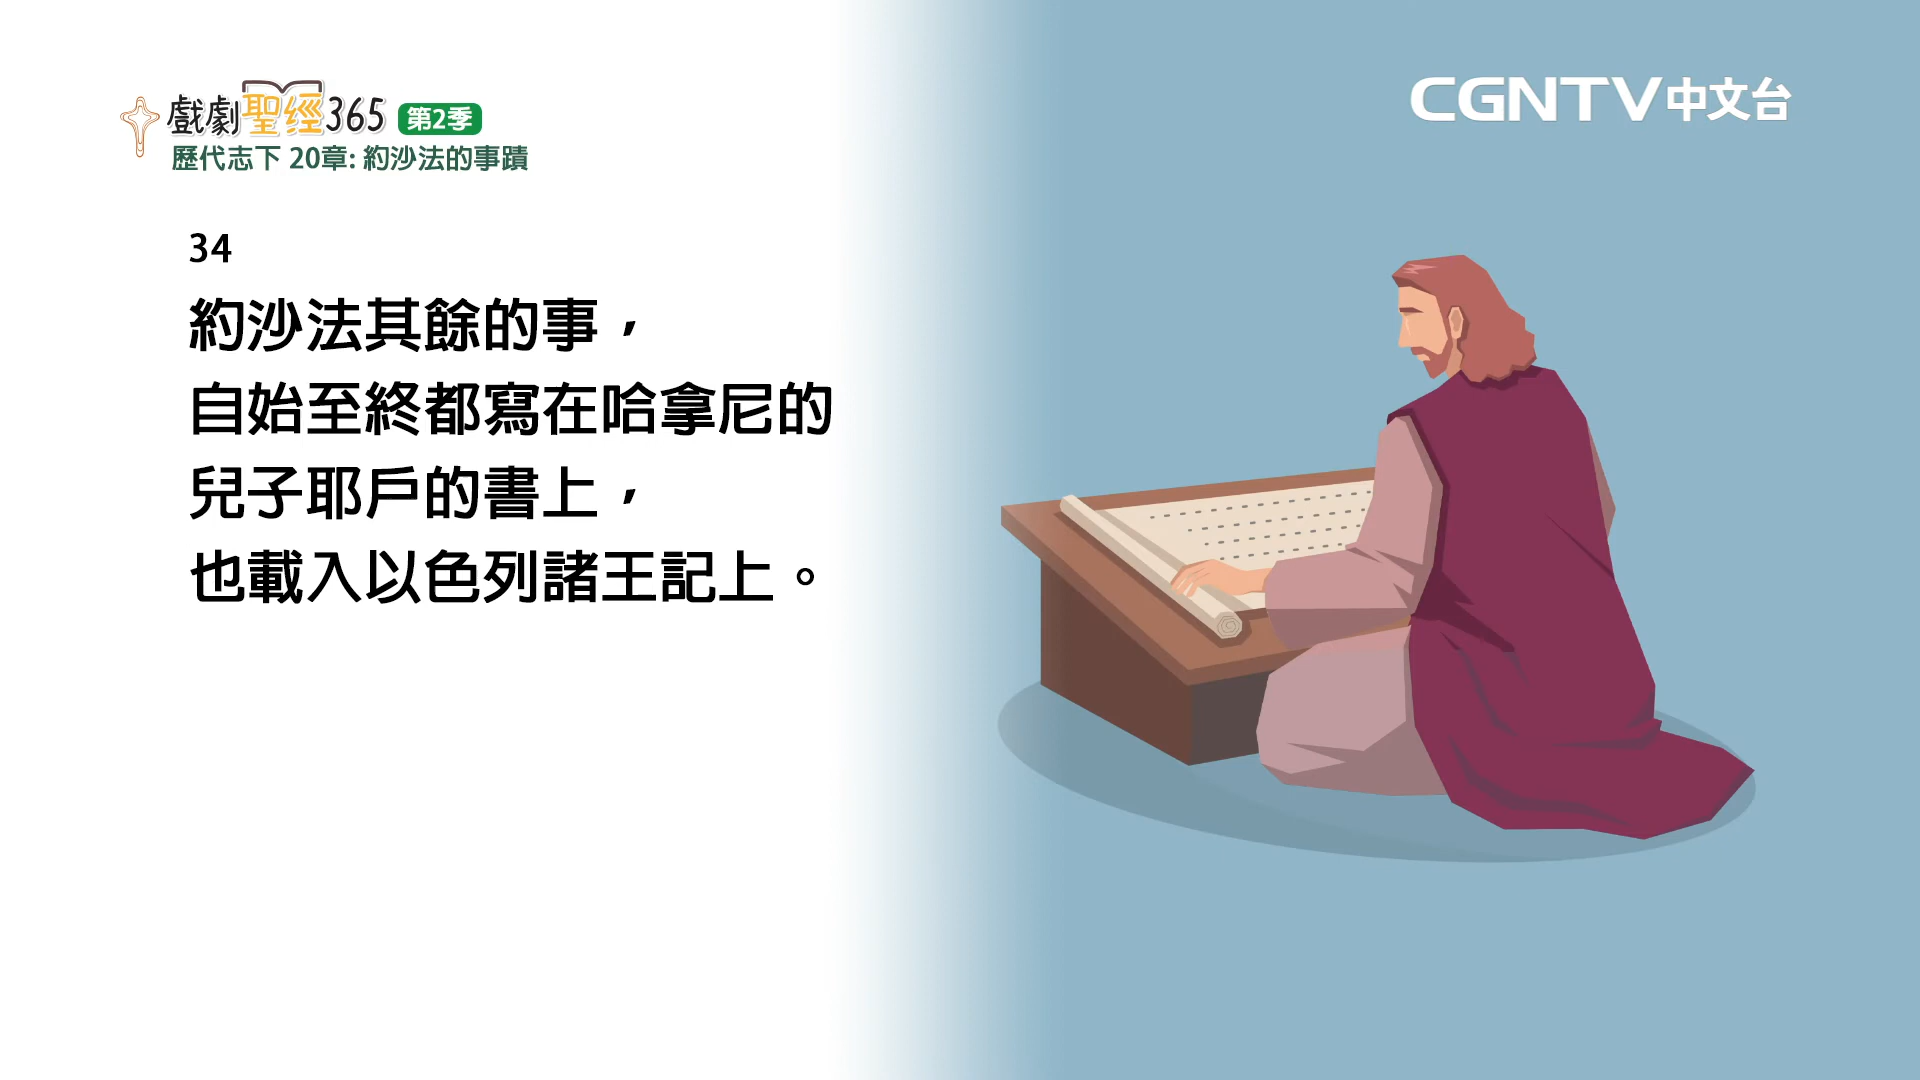 戲劇聖經365 第2季
CGNTV中文台
歷代志下 20章: 約沙法的事蹟
34
約沙法其餘的事，
自始至終都寫在哈拿尼的
兒子耶戶的書上，
也載入以色列諸王記上。